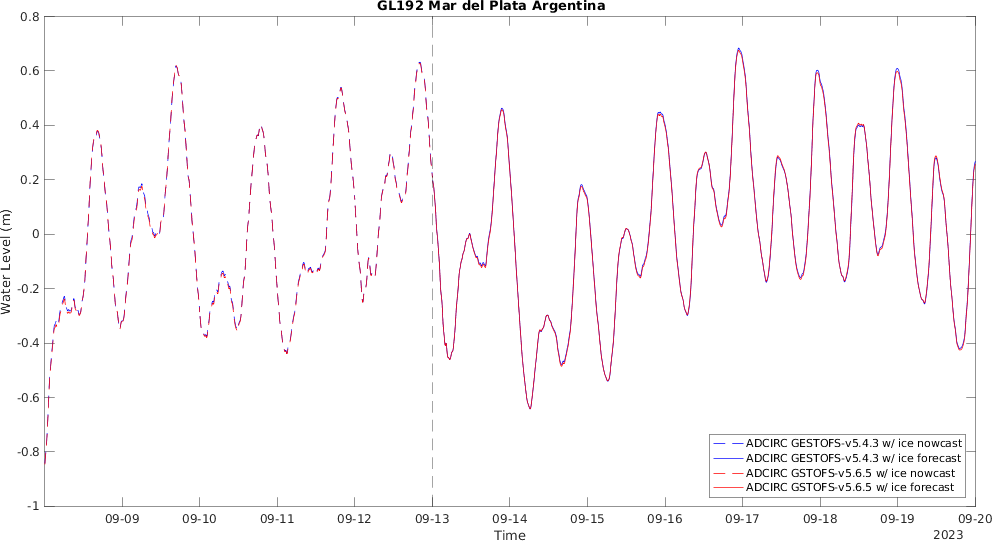 GL192 Mar del Plata Argentina
0.8
0.6
0.4
0.2
0
-0.2
-0.4
-0.6
-0.8
-1
Water Level (m)
09-09 09-10 09-11 09-12 09-13 09-14 09-15 09-16 09-17 09-18 09-19 09-20
Time
2023
ADCIRC GESTOFS-v5.4.3 w/ ice nowcast
ADCIRC GESTOFS-v5.4.3 w/ ice forecast
ADCIRC GSTOFS-v5.6.5 w/ ice nowcast
ADCIRC GSTOFS-v5.6.5 w/ ice forecast